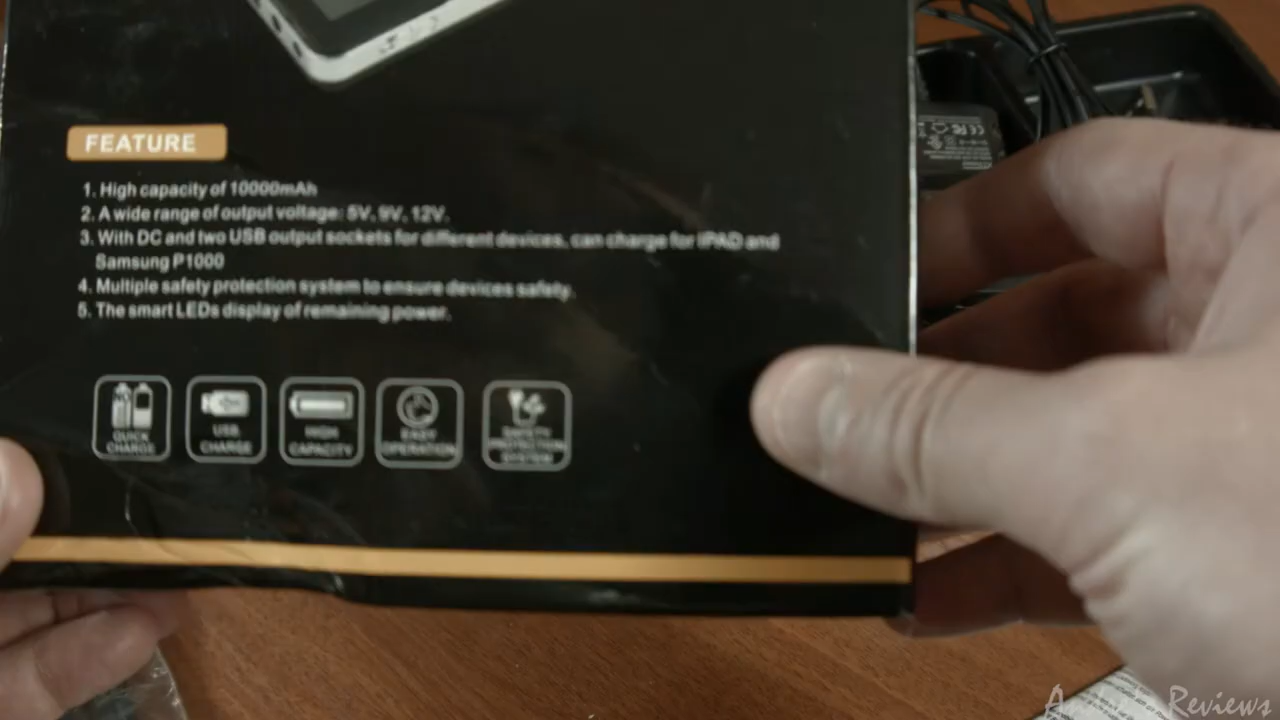 FEATURE
1. High capacity of 10000mAh
2. A wide range of output voltage: 5V, 9V, 12V.
3. With DC and two USB output sockets for different devices, can charge for IPAD and
Samsung P1000
4. Multiple safety protection system to ensure devices safety.
5. The smart LEDs display of remaining power.
QUICK CHARGE
USB CHARGE
HIGH CAPACITY
EASY OPERATION
SAFETY PROTECTION SYSTEM
Reviews